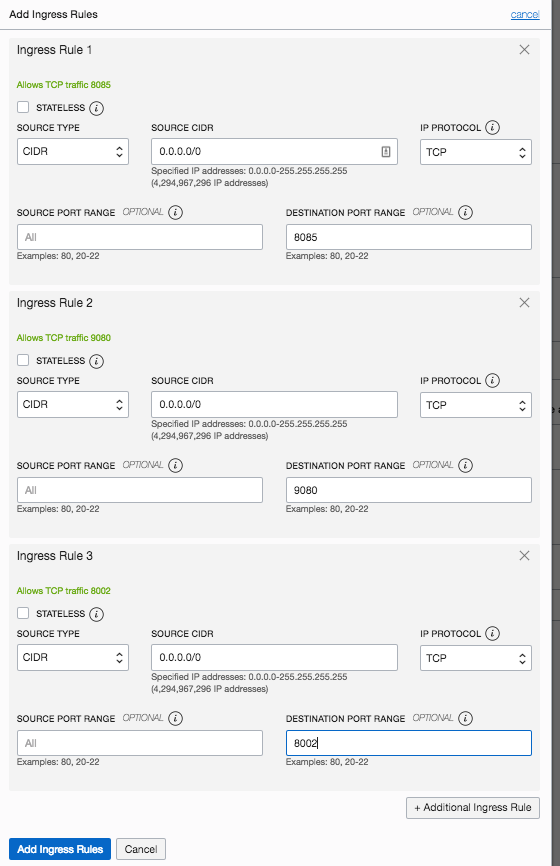 Add Ingress Rules cancel
Ingress Rule 1
Allows TCP traffic 8085
STATELESS i
SOURCE TYPE SOURCE CIDR IP PROTOCOL i
CIDR 0.0.0.0/0 TCP
Specified IP addresses: 0.0.0.0-255.255.255.255
(4,294,967,296 IP addresses)
SOURCE PORT RANGE OPTIONAL i DESTINATION PORT RANGE OPTIONAL i
All 8085
Examples: 80, 20-22 Examples: 80, 20-22
Ingress Rule 2
Allows TCP traffic 9080
STATELESS i
SOURCE TYPE SOURCE CIDR IP PROTOCOL i
CIDR 0.0.0.0/0 TCP
Specified IP addresses: 0.0.0.0-255.255.255.255
(4,294,967,296 IP addresses)
SOURCE PORT RANGE OPTIONAL i DESTINATION PORT RANGE OPTIONAL i
All 9080
Examples: 80, 20-22 Examples: 80, 20-22
Ingress Rule 3
Allows TCP traffic 8002
STATELESS i
SOURCE TYPE SOURCE CIDR IP PROTOCOL i
CIDR 0.0.0.0/0 TCP
Specified IP addresses: 0.0.0.0-255.255.255.255
(4,294,967,296 IP addresses)
SOURCE PORT RANGE OPTIONAL i DESTINATION PORT RANGE OPTIONAL i
All 8002
Examples: 80, 20-22 Examples: 80, 20-22
+ Additional Ingress Rule
Add Ingress Rules Cancel